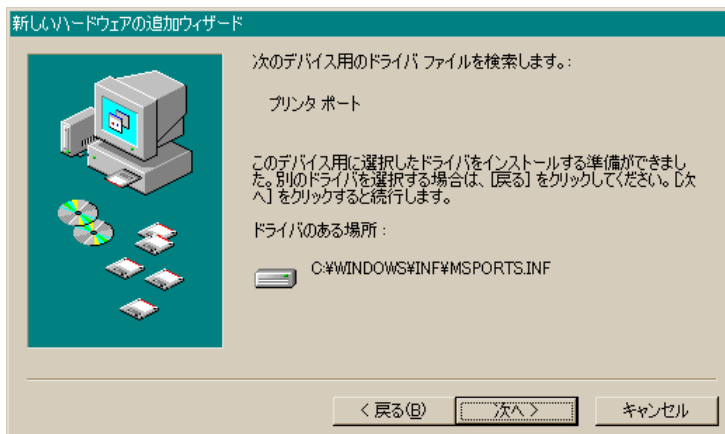 新しいハードウェアの追加ウィザード
次のデバイス用のドライバ ファイルを検索します。:
プリンタ ポート
このデバイス用に選択したドライバをインストールする準備ができまし
た。別のドライバを選択する場合は、[戻る] をクリックしてください。[次
へ] をクリックすると続行します。
ドライバのある場所 :
C:¥WINDOWS¥INF¥MSPORTS.INF
< 戻る(B)
次へ >
キャンセル